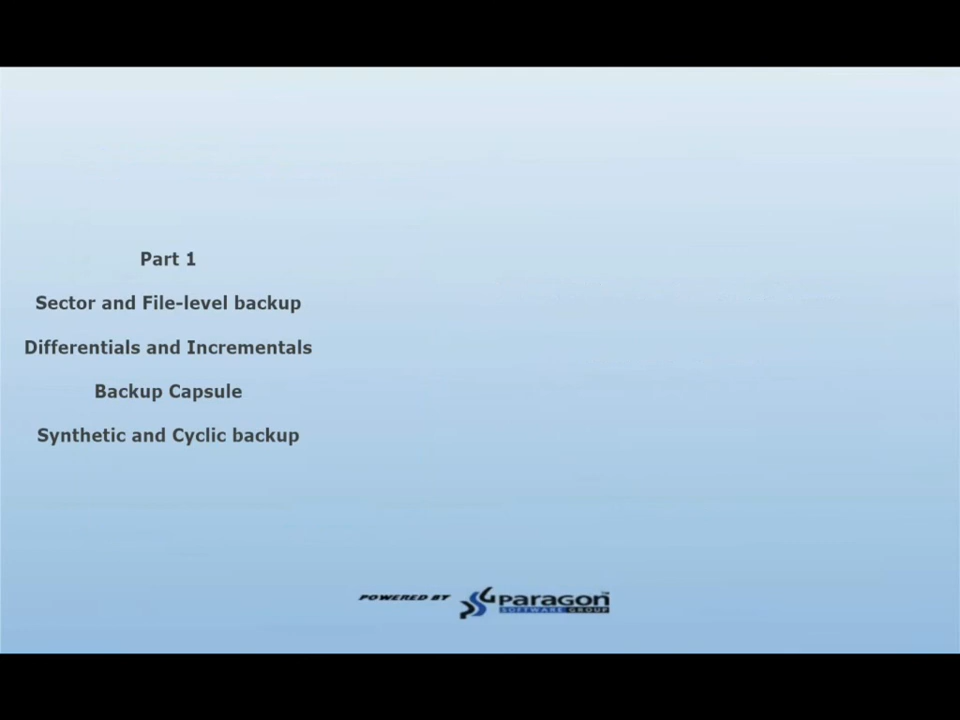 Part 1
Sector and File-level backup
Differentials and Incrementals
Backup Capsule
Synthetic and Cyclic backup
POWERED BY PARAGON
SOFTWARE GROUP